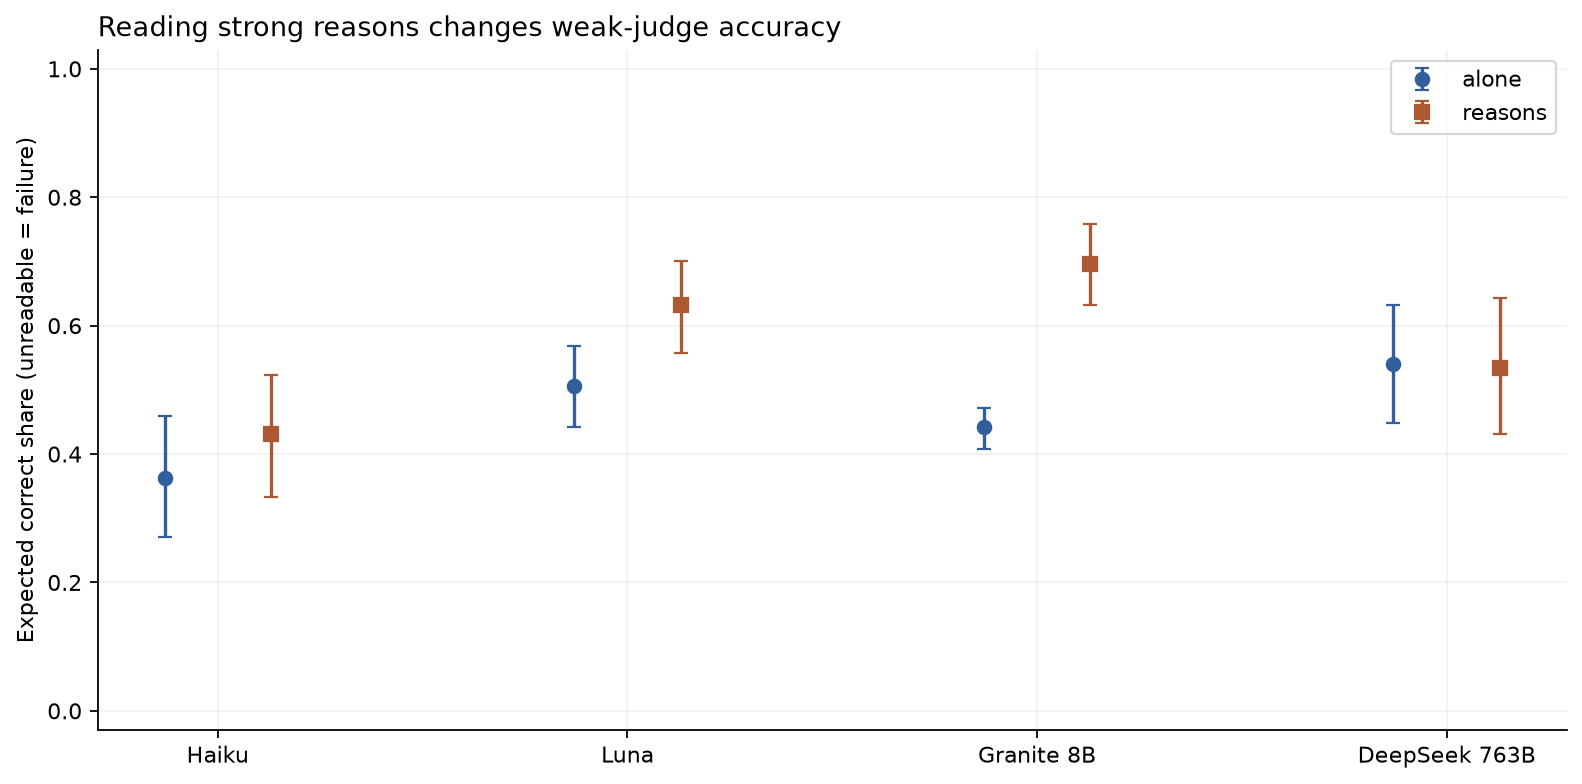 Reading strong reasons changes weak-judge accuracy
Expected correct share (unreadable = failure)
1.0
0.8
0.6
0.4
0.2
0.0
alone
reasons
Haiku
Luna
Granite 8B
DeepSeek 763B